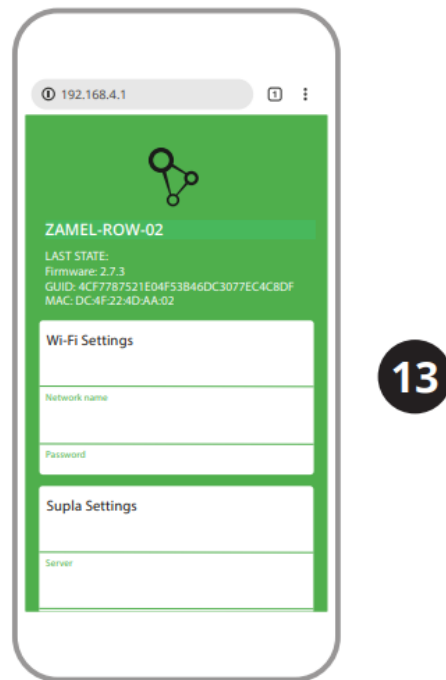 192.168.4.1
1
ZAMEL-ROW-02
LAST STATE:
Firmware: 2.7.3
GUID: 4CF7787521E04F53B46DC3077EC4C8DF
MAC: DC:4F:22:4D:AA:02
Wi-Fi Settings
Network name
Password
Supla Settings
Server
13